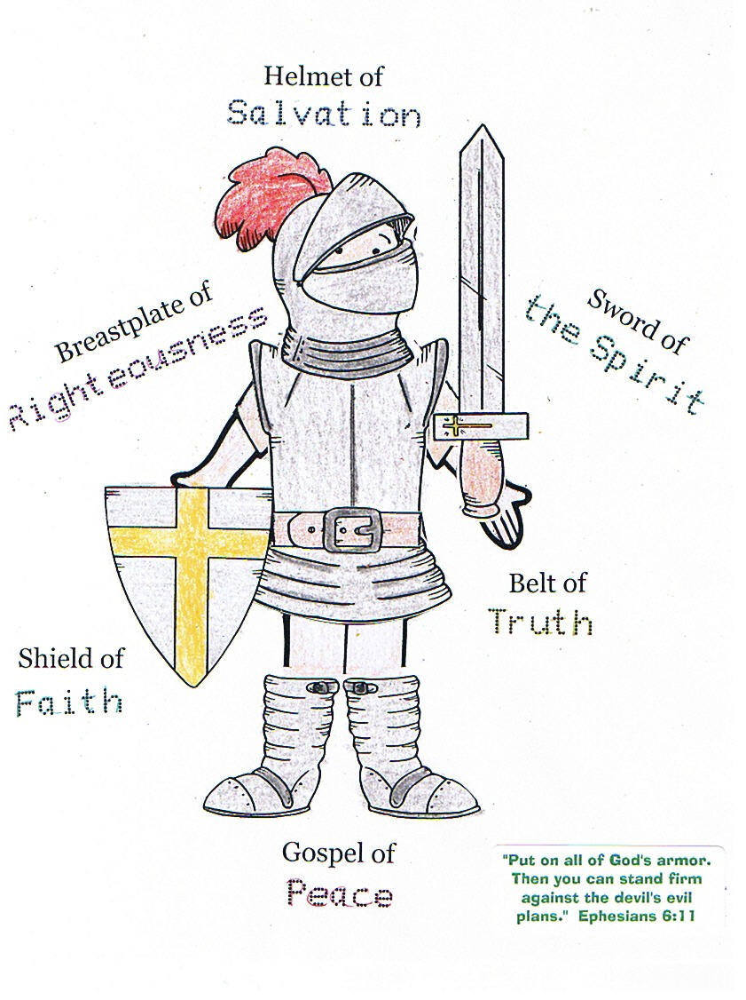 Helmet of
Salvation
Breastplate of
Righteousness
Sword of
the Spirit
Belt of
Truth
Shield of
Faith
Gospel of
Peace
"Put on all of God's armor.
Then you can stand firm
against the devil's evil
plans." Ephesians 6:11